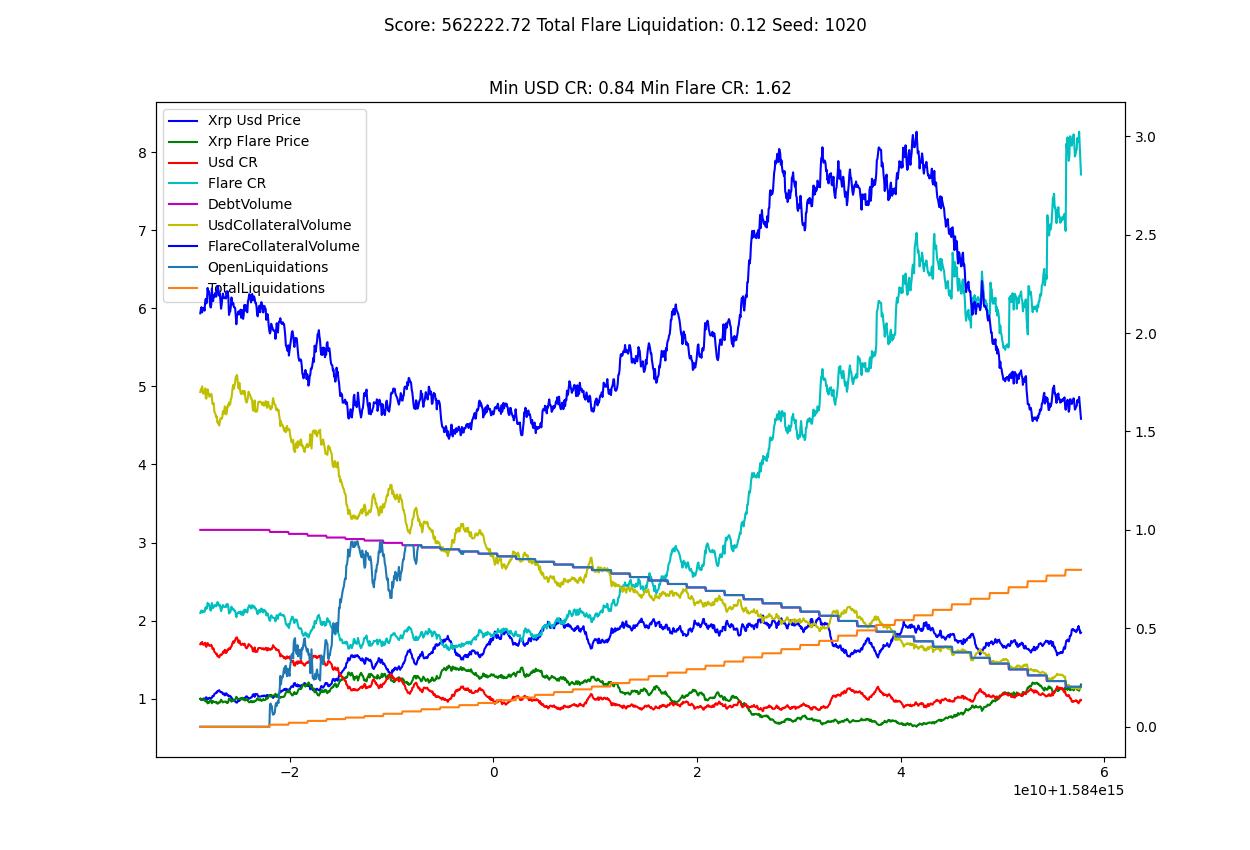 Score: 562222.72 Total Flare Liquidation: 0.12 Seed: 1020
Min USD CR: 0.84 Min Flare CR: 1.62
Xrp Usd Price
Xrp Flare Price
Usd CR
Flare CR
DebtVolume
UsdCollateralVolume
FlareCollateralVolume
OpenLiquidations
TotalLiquidations
8
7
6
5
4
3
2
1
3.0
2.5
2.0
1.5
1.0
0.5
0.0
−2
0
2
4
6
1e10+1.584e15